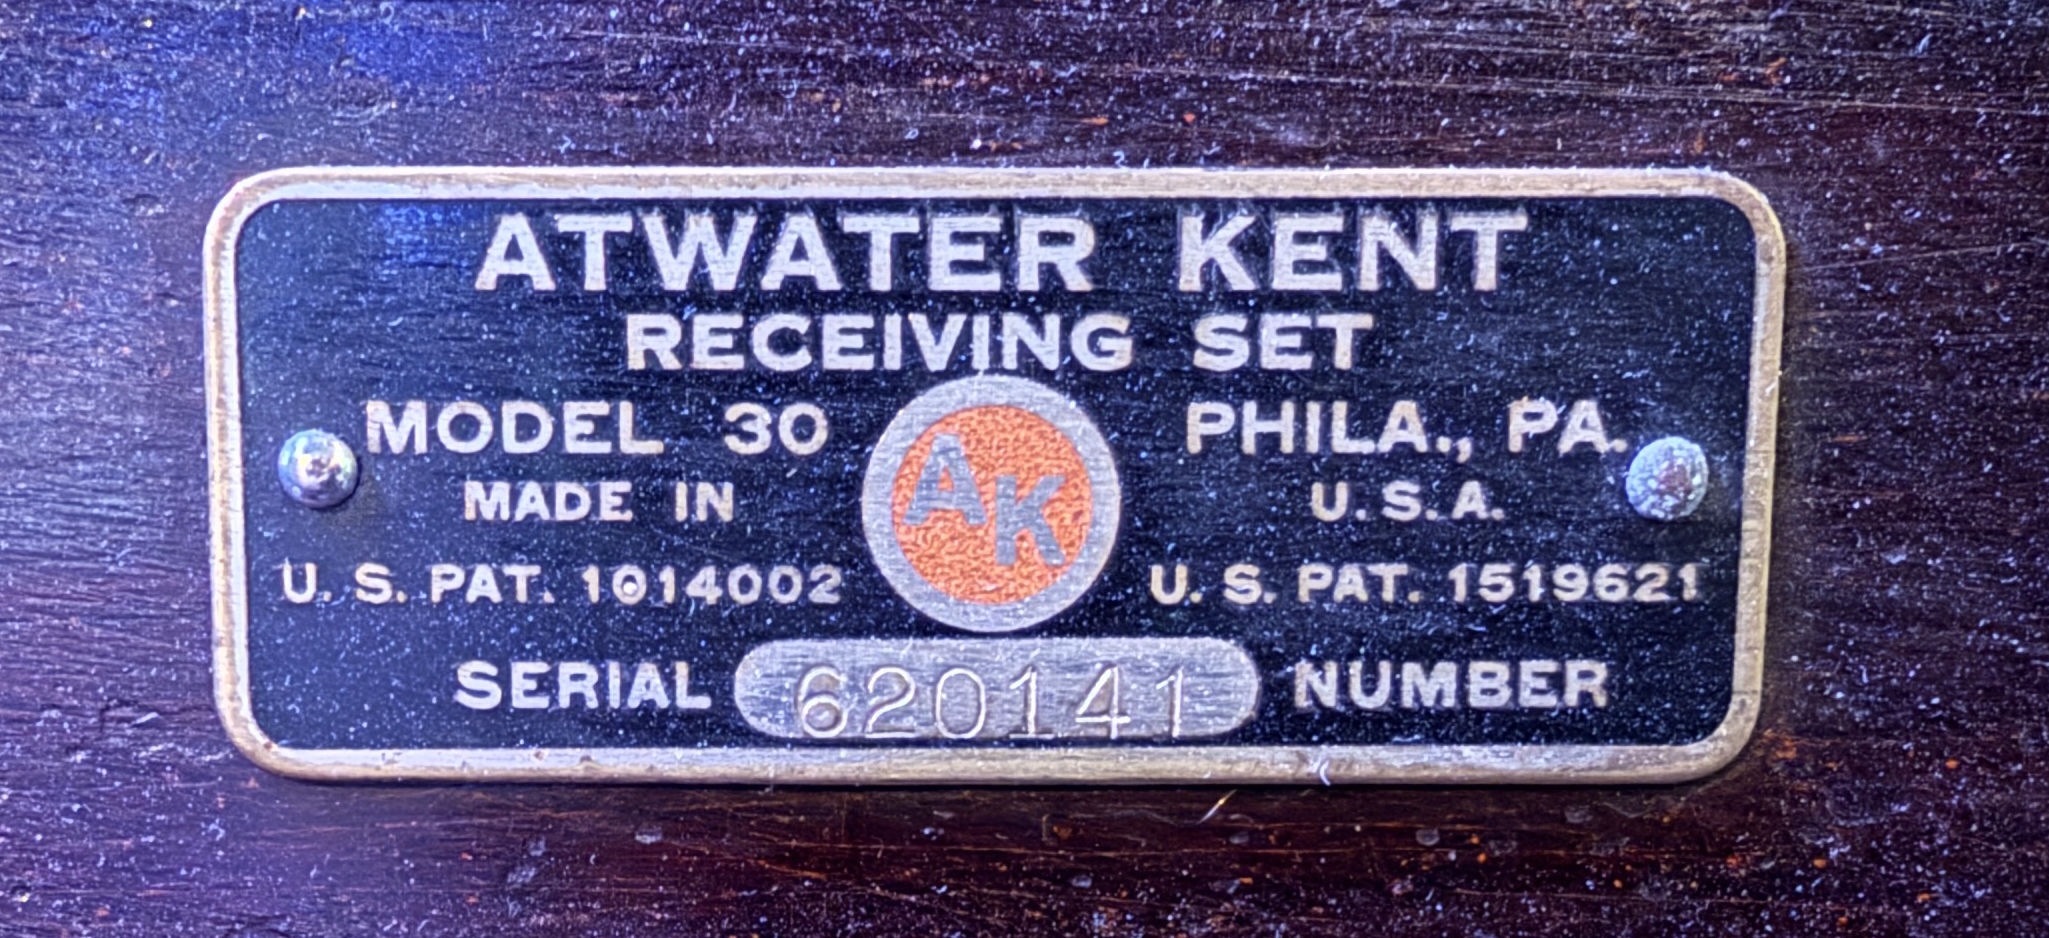 ATWATER KENT
RECEIVING SET
MODEL 30 PHILA., PA.
AK
MADE IN U.S.A.
U. S. PAT. 1014002 U. S. PAT. 1519621
SERIAL 620141 NUMBER